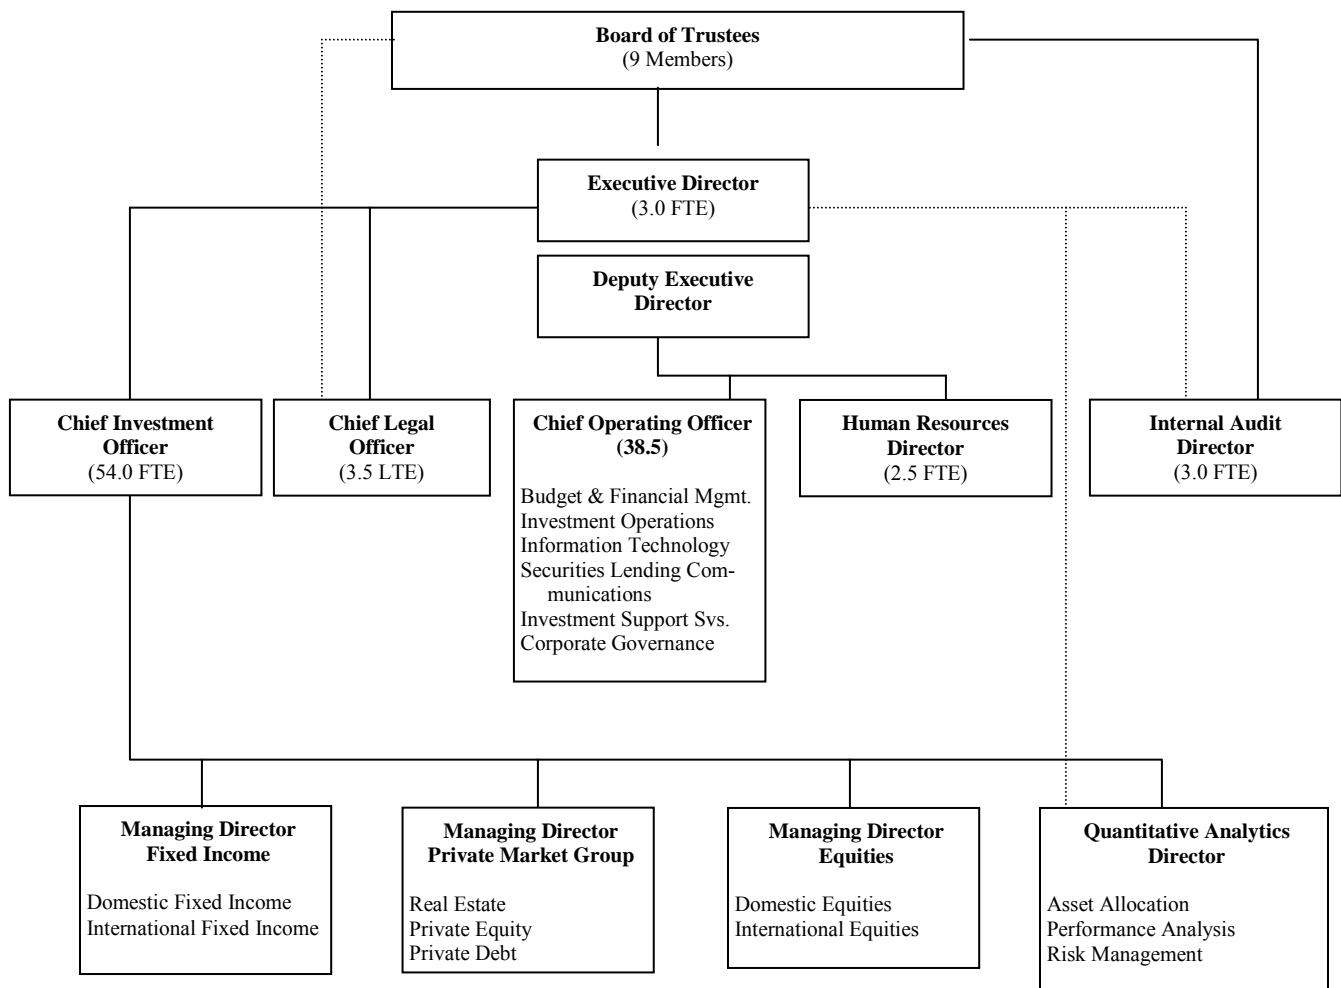 Board of Trustees
(9 Members)
Executive Director
(3.0 FTE)
Deputy Executive
Director
Chief Investment
Officer
(54.0 FTE)
Chief Legal
Officer
(3.5 LTE)
Chief Operating Officer
(38.5)
Budget & Financial Mgmt.
Investment Operations
Information Technology
Securities Lending Com-
munications
Investment Support Svs.
Corporate Governance
Human Resources
Director
(2.5 FTE)
Internal Audit
Director
(3.0 FTE)
Managing Director
Fixed Income
Domestic Fixed Income
International Fixed Income
Managing Director
Private Market Group
Real Estate
Private Equity
Private Debt
Managing Director
Equities
Domestic Equities
International Equities
Quantitative Analytics
Director
Asset Allocation
Performance Analysis
Risk Management